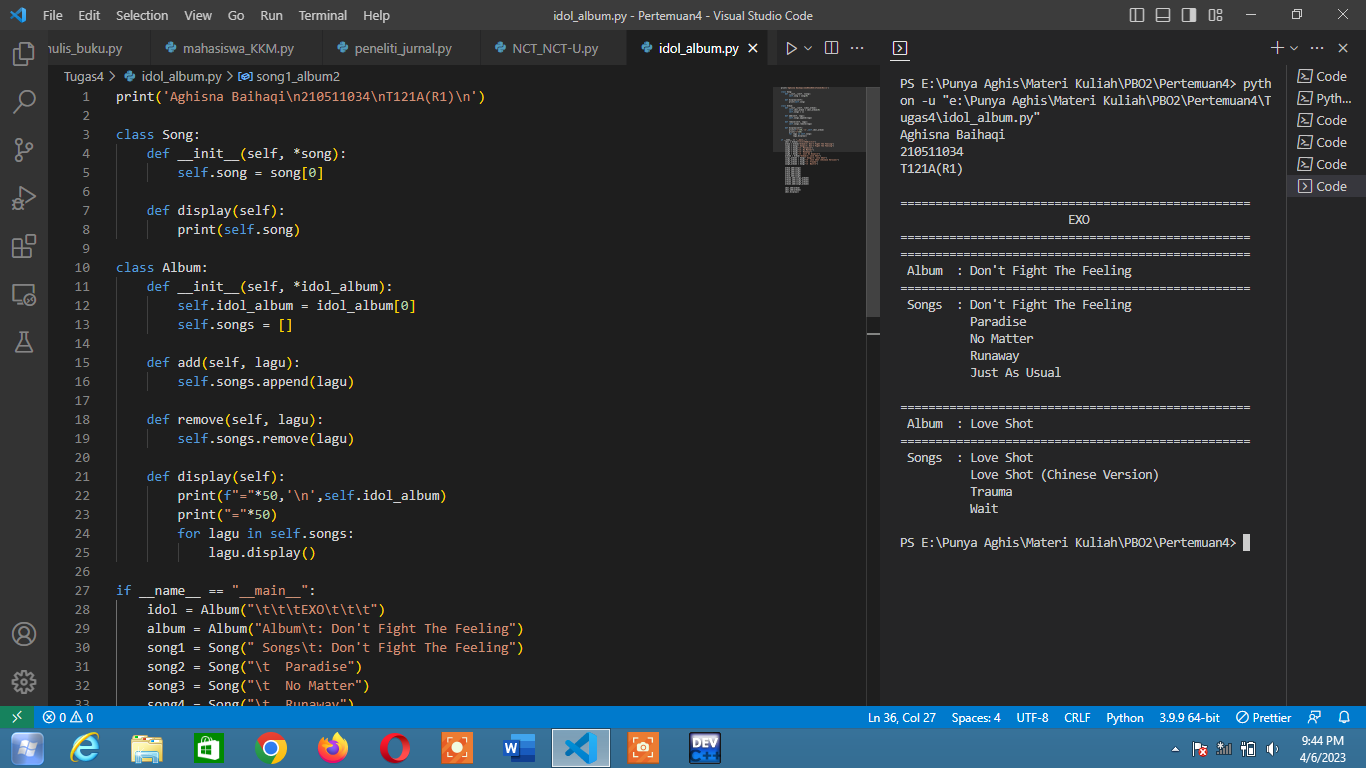 File Edit Selection View Go Run Terminal Help
idol_album.py - Pertemuan4 - Visual Studio Code
nulis_buku.py mahasiswa_KKM.py peneliti_jurnal.py NCT_NCT-U.py idol_album.py
Tugas4 > idol_album.py > song1_album2
1 print('Aghisna Baihaqi\n210511034\nT121A(R1)\n')
2
3 class Song:
4 def __init__(self, *song):
5 self.song = song[0]
6
7 def display(self):
8 print(self.song)
9
10 class Album:
11 def __init__(self, *idol_album):
12 self.idol_album = idol_album[0]
13 self.songs = []
14
15 def add(self, lagu):
16 self.songs.append(lagu)
17
18 def remove(self, lagu):
19 self.songs.remove(lagu)
20
21 def display(self):
22 print(f"="*50,'\n',self.idol_album)
23 print("="*50)
24 for lagu in self.songs:
25 lagu.display()
26
27 if __name__ == "__main__":
28 idol = Album("\t\t\tEXO\t\t\t")
29 album = Album("Album\t: Don't Fight The Feeling")
30 song1 = Song(" Songs\t: Don't Fight The Feeling")
31 song2 = Song("\t  Paradise")
32 song3 = Song("\t  No Matter")
33 song4 = Song("\t  Runaway")
PS E:\Punya Aghis\Materi Kuliah\PBO2\Pertemuan4> pyth
on -u "e:\Punya Aghis\Materi Kuliah\PBO2\Pertemuan4\T
ugas4\idol_album.py"
Aghisna Baihaqi
210511034
T121A(R1)
==================================================
EXO
==================================================
==================================================
Album : Don't Fight The Feeling
==================================================
Songs : Don't Fight The Feeling
Paradise
No Matter
Runaway
Just As Usual
==================================================
Album : Love Shot
==================================================
Songs : Love Shot
Love Shot (Chinese Version)
Trauma
Wait
PS E:\Punya Aghis\Materi Kuliah\PBO2\Pertemuan4>
Code
Pyth...
Code
Code
Code
Code
0 0
Ln 36, Col 27 Spaces: 4 UTF-8 CRLF Python 3.9.9 64-bit Prettier
DEV C++
9:44 PM
4/6/2023